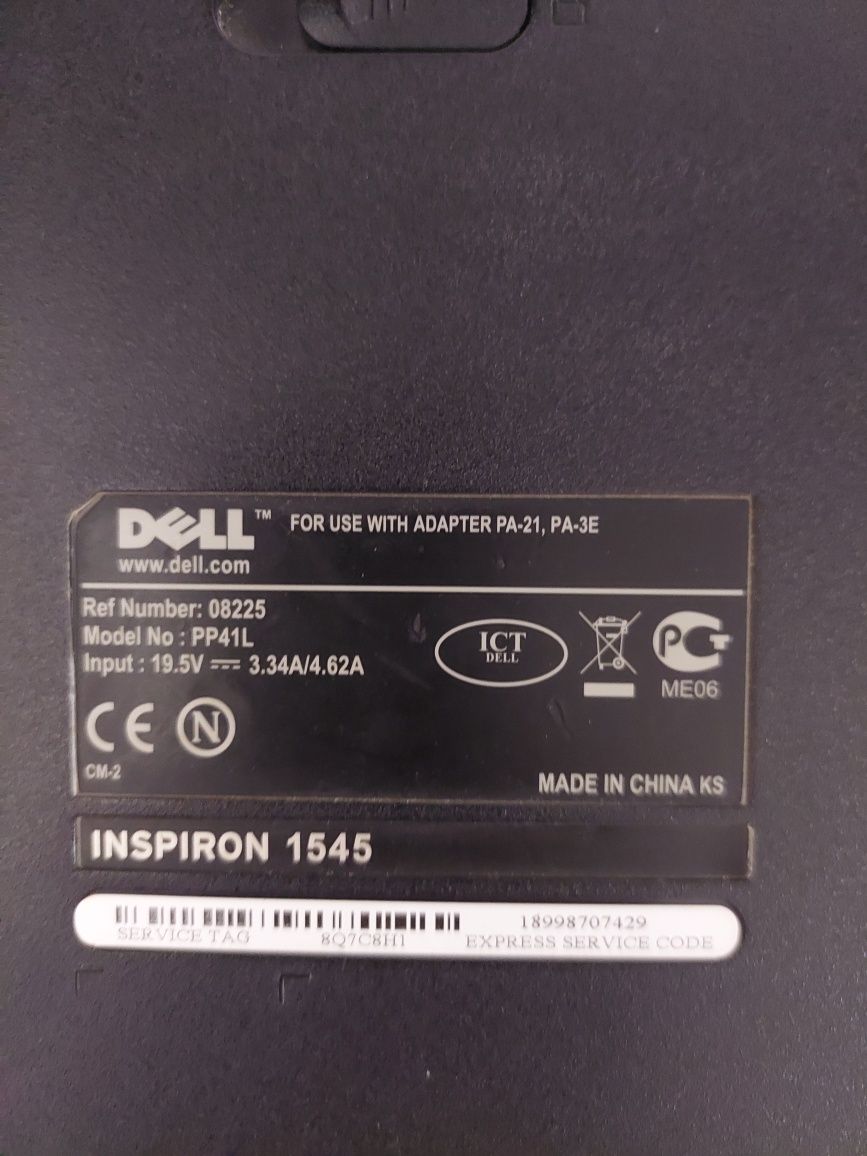 DELL™ FOR USE WITH ADAPTER PA-21, PA-3E
www.dell.com
Ref Number: 08225
Model No : PP41L
Input : 19.5V ⎓ 3.34A/4.62A
ICT
DELL
PCT
ME06
CE N
CM-2
MADE IN CHINA KS
INSPIRON 1545
18998707429
SERVICE TAG 8Q7C8H1 EXPRESS SERVICE CODE